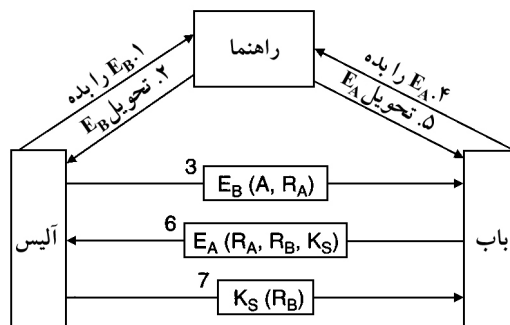 راهنما
۱. E_B را بده
۲. تحویل E_B
۴. E_A را بده
۵. تحویل E_A
آلیس
باب
3
E_B (A, R_A)
6
E_A (R_A, R_B, K_S)
7
K_S (R_B)